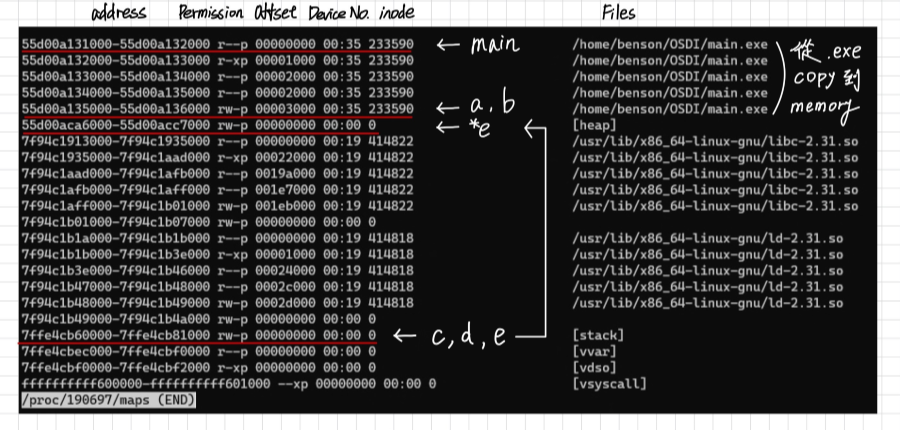 address Permission Offset Device No. inode Files
55d00a131000-55d00a132000 r--p 00000000 00:35 233590 ← main /home/benson/OSDI/main.exe
55d00a132000-55d00a133000 r-xp 00001000 00:35 233590 /home/benson/OSDI/main.exe 從 .exe
55d00a133000-55d00a134000 r--p 00002000 00:35 233590 /home/benson/OSDI/main.exe copy 到
55d00a134000-55d00a135000 r--p 00002000 00:35 233590 /home/benson/OSDI/main.exe memory
55d00a135000-55d00a136000 rw-p 00003000 00:35 233590 ← a, b /home/benson/OSDI/main.exe
55d00aca6000-55d00acc7000 rw-p 00000000 00:00 0 ← *e [heap]
7f94c1913000-7f94c1935000 r--p 00000000 00:19 414822 /usr/lib/x86_64-linux-gnu/libc-2.31.so
7f94c1935000-7f94c1aad000 r-xp 00022000 00:19 414822 /usr/lib/x86_64-linux-gnu/libc-2.31.so
7f94c1aad000-7f94c1afb000 r--p 0019a000 00:19 414822 /usr/lib/x86_64-linux-gnu/libc-2.31.so
7f94c1afb000-7f94c1aff000 r--p 001e7000 00:19 414822 /usr/lib/x86_64-linux-gnu/libc-2.31.so
7f94c1aff000-7f94c1b01000 rw-p 001eb000 00:19 414822 /usr/lib/x86_64-linux-gnu/libc-2.31.so
7f94c1b01000-7f94c1b07000 rw-p 00000000 00:00 0
7f94c1b1a000-7f94c1b1b000 r--p 00000000 00:19 414818 /usr/lib/x86_64-linux-gnu/ld-2.31.so
7f94c1b1b000-7f94c1b3e000 r-xp 00001000 00:19 414818 /usr/lib/x86_64-linux-gnu/ld-2.31.so
7f94c1b3e000-7f94c1b46000 r--p 00024000 00:19 414818 /usr/lib/x86_64-linux-gnu/ld-2.31.so
7f94c1b47000-7f94c1b48000 r--p 0002c000 00:19 414818 /usr/lib/x86_64-linux-gnu/ld-2.31.so
7f94c1b48000-7f94c1b49000 rw-p 0002d000 00:19 414818 /usr/lib/x86_64-linux-gnu/ld-2.31.so
7f94c1b49000-7f94c1b4a000 rw-p 00000000 00:00 0
7ffe4cb60000-7ffe4cb81000 rw-p 00000000 00:00 0 ← c, d, e [stack]
7ffe4cbec000-7ffe4cbf0000 r--p 00000000 00:00 0 [vvar]
7ffe4cbf0000-7ffe4cbf2000 r-xp 00000000 00:00 0 [vdso]
ffffffffff600000-ffffffffff601000 --xp 00000000 00:00 0 [vsyscall]
/proc/190697/maps (END)